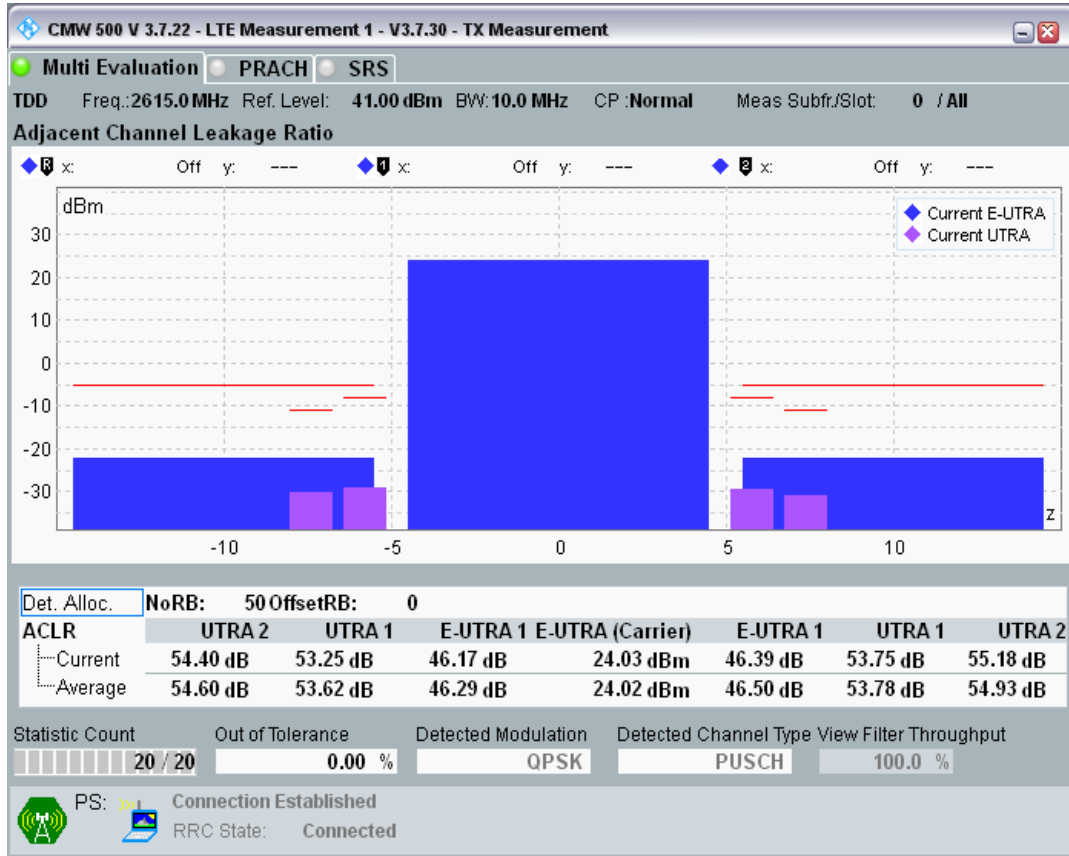 CMW 500 V 3.7.22 - LTE Measurement 1 - V3.7.30 - TX Measurement
Multi Evaluation PRACH SRS
TDD Freq.:2615.0 MHz Ref. Level: 41.00 dBm BW:10.0 MHz CP :Normal Meas Subfr./Slot: 0 / All
Adjacent Channel Leakage Ratio
R x: Off y: --- 1 x: Off y: --- 2 x: Off y: ---
dBm
Current E-UTRA
Current UTRA
30
20
10
0
-10
-20
-30
z
-10 -5 0 5 10
Det. Alloc. NoRB: 50 OffsetRB: 0
ACLR UTRA 2 UTRA 1 E-UTRA 1 E-UTRA (Carrier) E-UTRA 1 UTRA 1 UTRA 2
Current 54.40 dB 53.25 dB 46.17 dB 24.03 dBm 46.39 dB 53.75 dB 55.18 dB
Average 54.60 dB 53.62 dB 46.29 dB 24.02 dBm 46.50 dB 53.78 dB 54.93 dB
Statistic Count Out of Tolerance Detected Modulation Detected Channel Type View Filter Throughput
20 / 20 0.00 % QPSK PUSCH 100.0 %
PS: Connection Established
RRC State: Connected